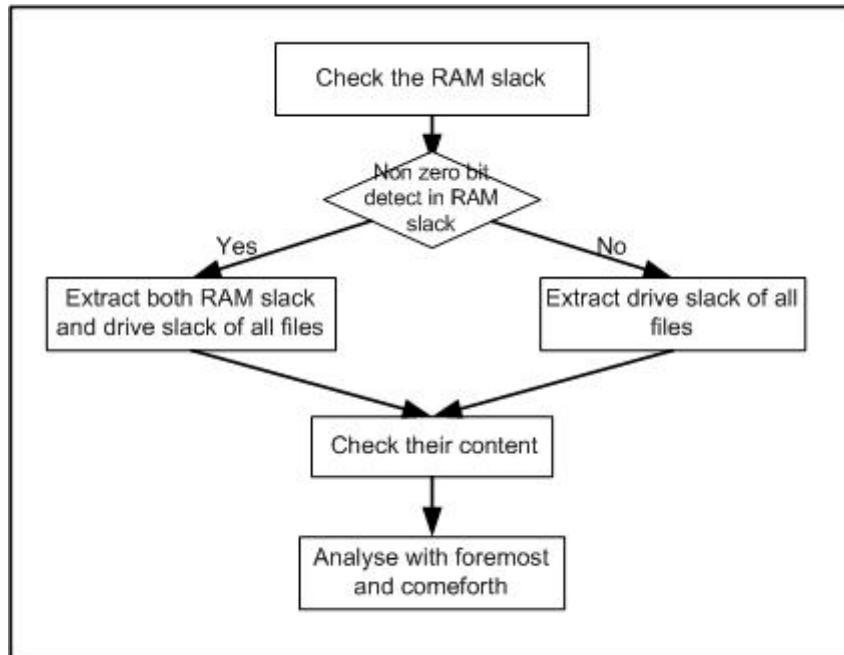 Check the RAM slack
Non zero bit
detect in RAM
slack
Yes
No
Extract both RAM slack
and drive slack of all files
Extract drive slack of all
files
Check their content
Analyse with foremost
and comeforth